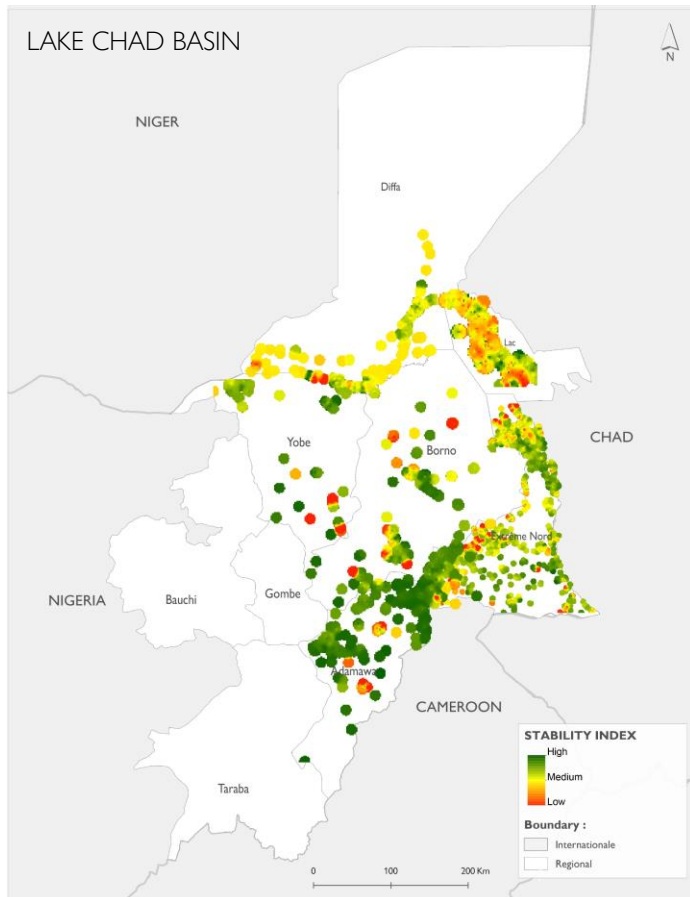 LAKE CHAD BASIN
N
NIGER
Diffa
Lac
Yobe
Borno
CHAD
Extreme Nord
NIGERIA
Bauchi
Gombe
Adamawa
CAMEROON
Taraba
STABILITY INDEX
High
Medium
Low
Boundary :
Internationale
Regional
0 100 200 Km